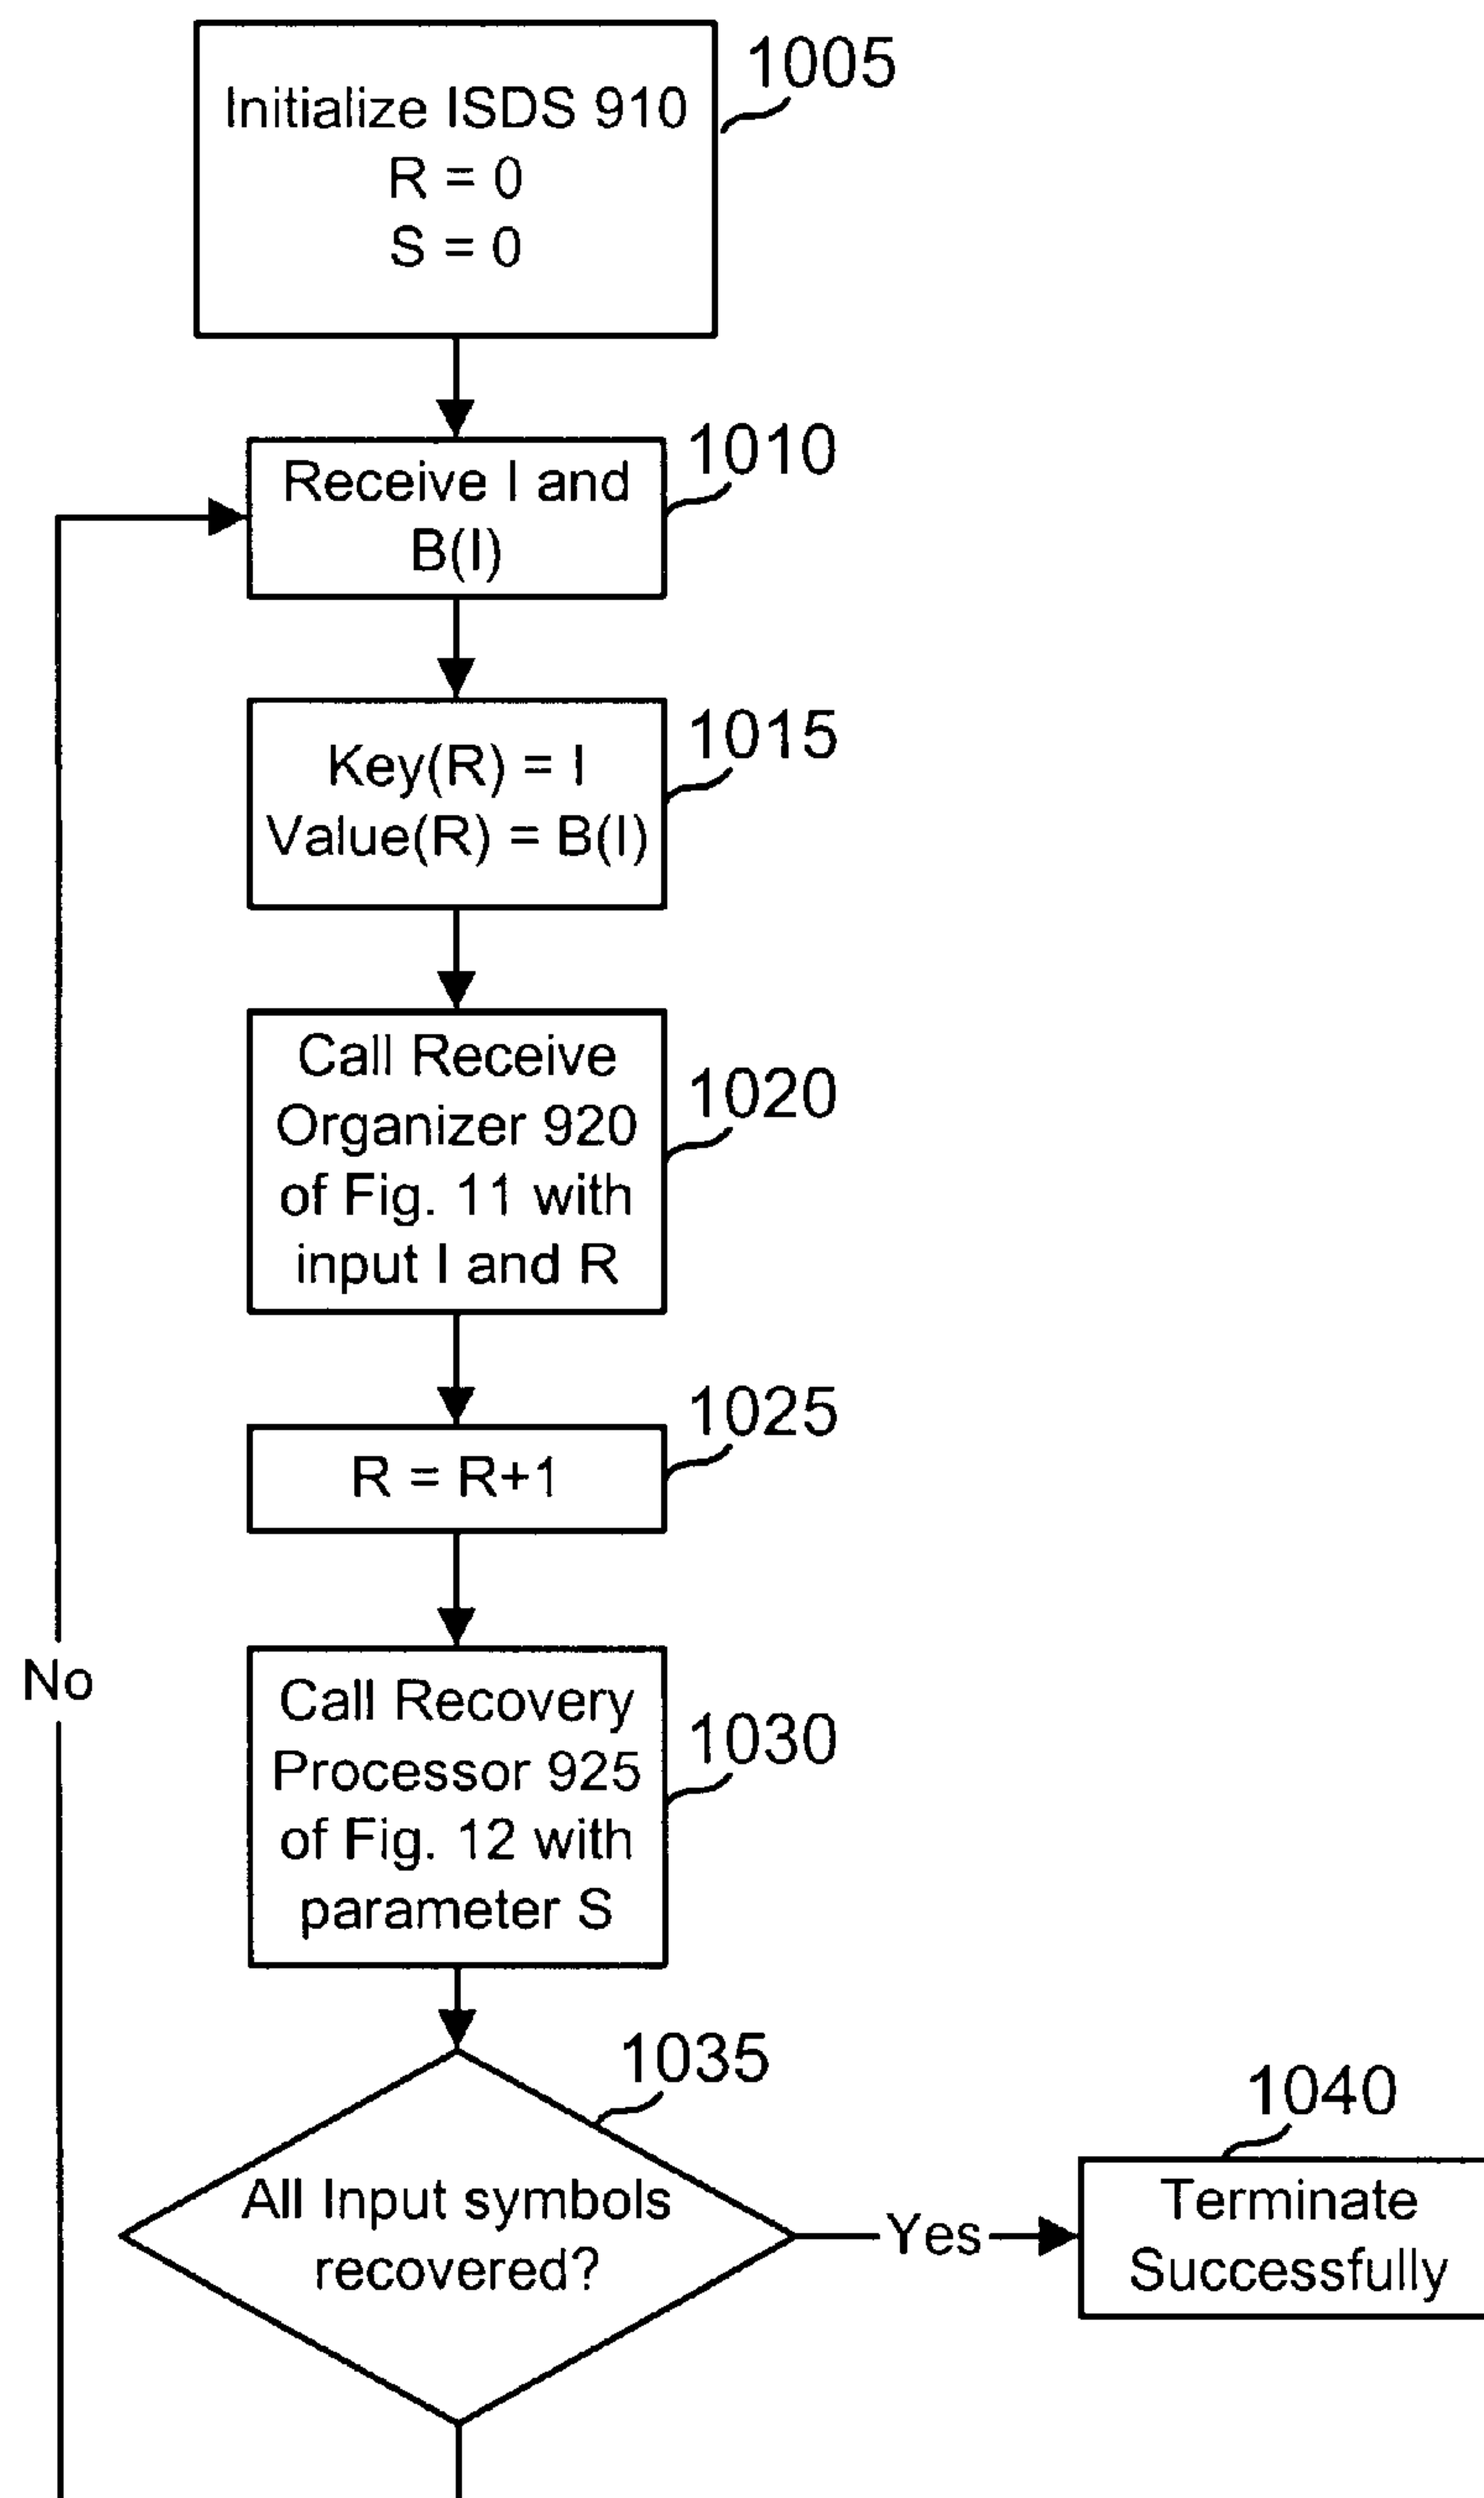 Initialize ISDS 910
R = 0
S = 0
1005
Receive I and
B(I)
1010
Key(R) = I
Value(R) = B(I)
1015
Call Receive
Organizer 920
of Fig. 11 with
input I and R
1020
R = R+1
1025
Call Recovery
Processor 925
of Fig. 12 with
parameter S
1030
No
1035
All Input symbols
recovered?
Yes
1040
Terminate
Successfully